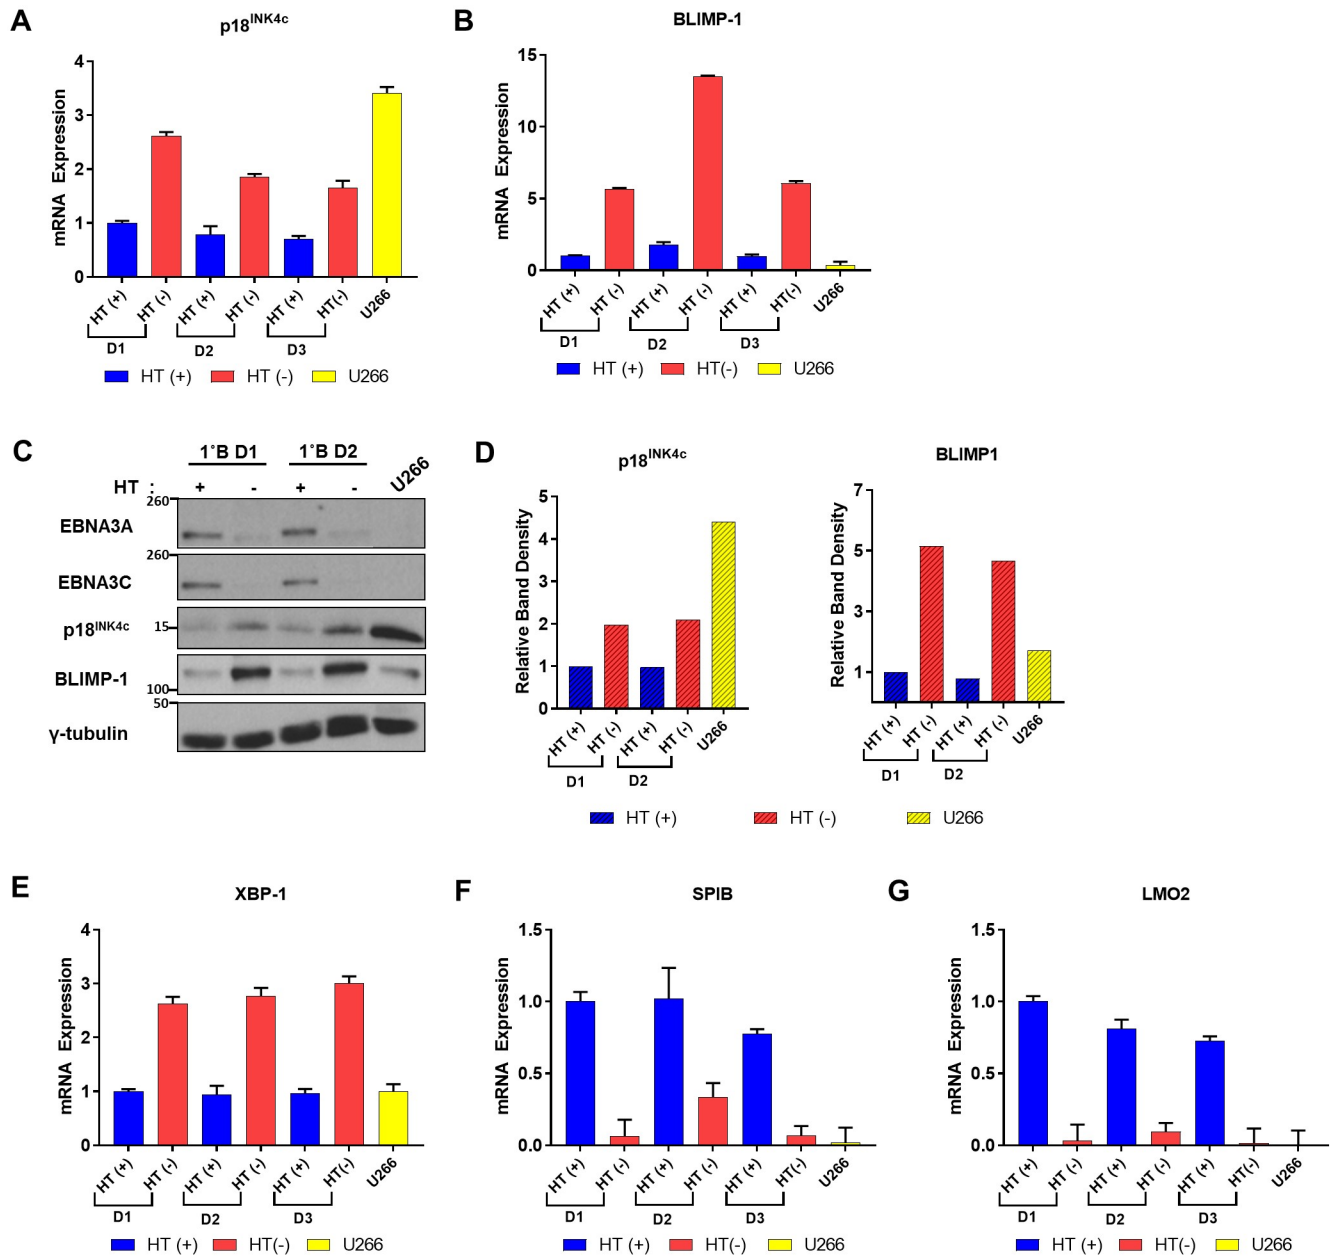 A
p18INK4c
mRNA Expression
4
3
2
1
0
HT (+)
HT (-)
HT (+)
HT (-)
HT (+)
HT(-)
U266
D1
D2
D3
HT (+) HT (-) U266
B
BLIMP-1
mRNA Expression
15
10
5
0
HT (+)
HT (-)
HT (+)
HT (-)
HT (+)
HT(-)
U266
D1
D2
D3
HT (+) HT(-) U266
C
1˚B D1 1˚B D2 U266
HT : + - + -
260
EBNA3A
260
EBNA3C
p18INK4c 15
BLIMP-1
100
50
γ-tubulin
D
p18INK4c
Relative Band Density
5
4
3
2
1
0
HT (+)
HT (-)
HT (+)
HT (-)
U266
D1
D2
BLIMP1
Relative Band Density
7
5
3
1
HT (+)
HT (-)
HT (+)
HT (-)
U266
D1
D2
HT (+) HT (-) U266
E
XBP-1
mRNA Expression
4
3
2
1
0
HT (+)
HT (-)
HT (+)
HT (-)
HT (+)
HT(-)
U266
D1
D2
D3
HT (+) HT(-) U266
F
SPIB
mRNA Expression
1.5
1.0
0.5
0.0
HT (+)
HT (-)
HT (+)
HT (-)
HT (+)
HT(-)
U266
D1
D2
D3
HT (+) HT(-) U266
G
LMO2
mRNA Expression
1.5
1.0
0.5
0.0
HT (+)
HT (-)
HT (+)
HT (-)
HT (+)
HT(-)
U266
D1
D2
D3
HT (+) HT (-) U266